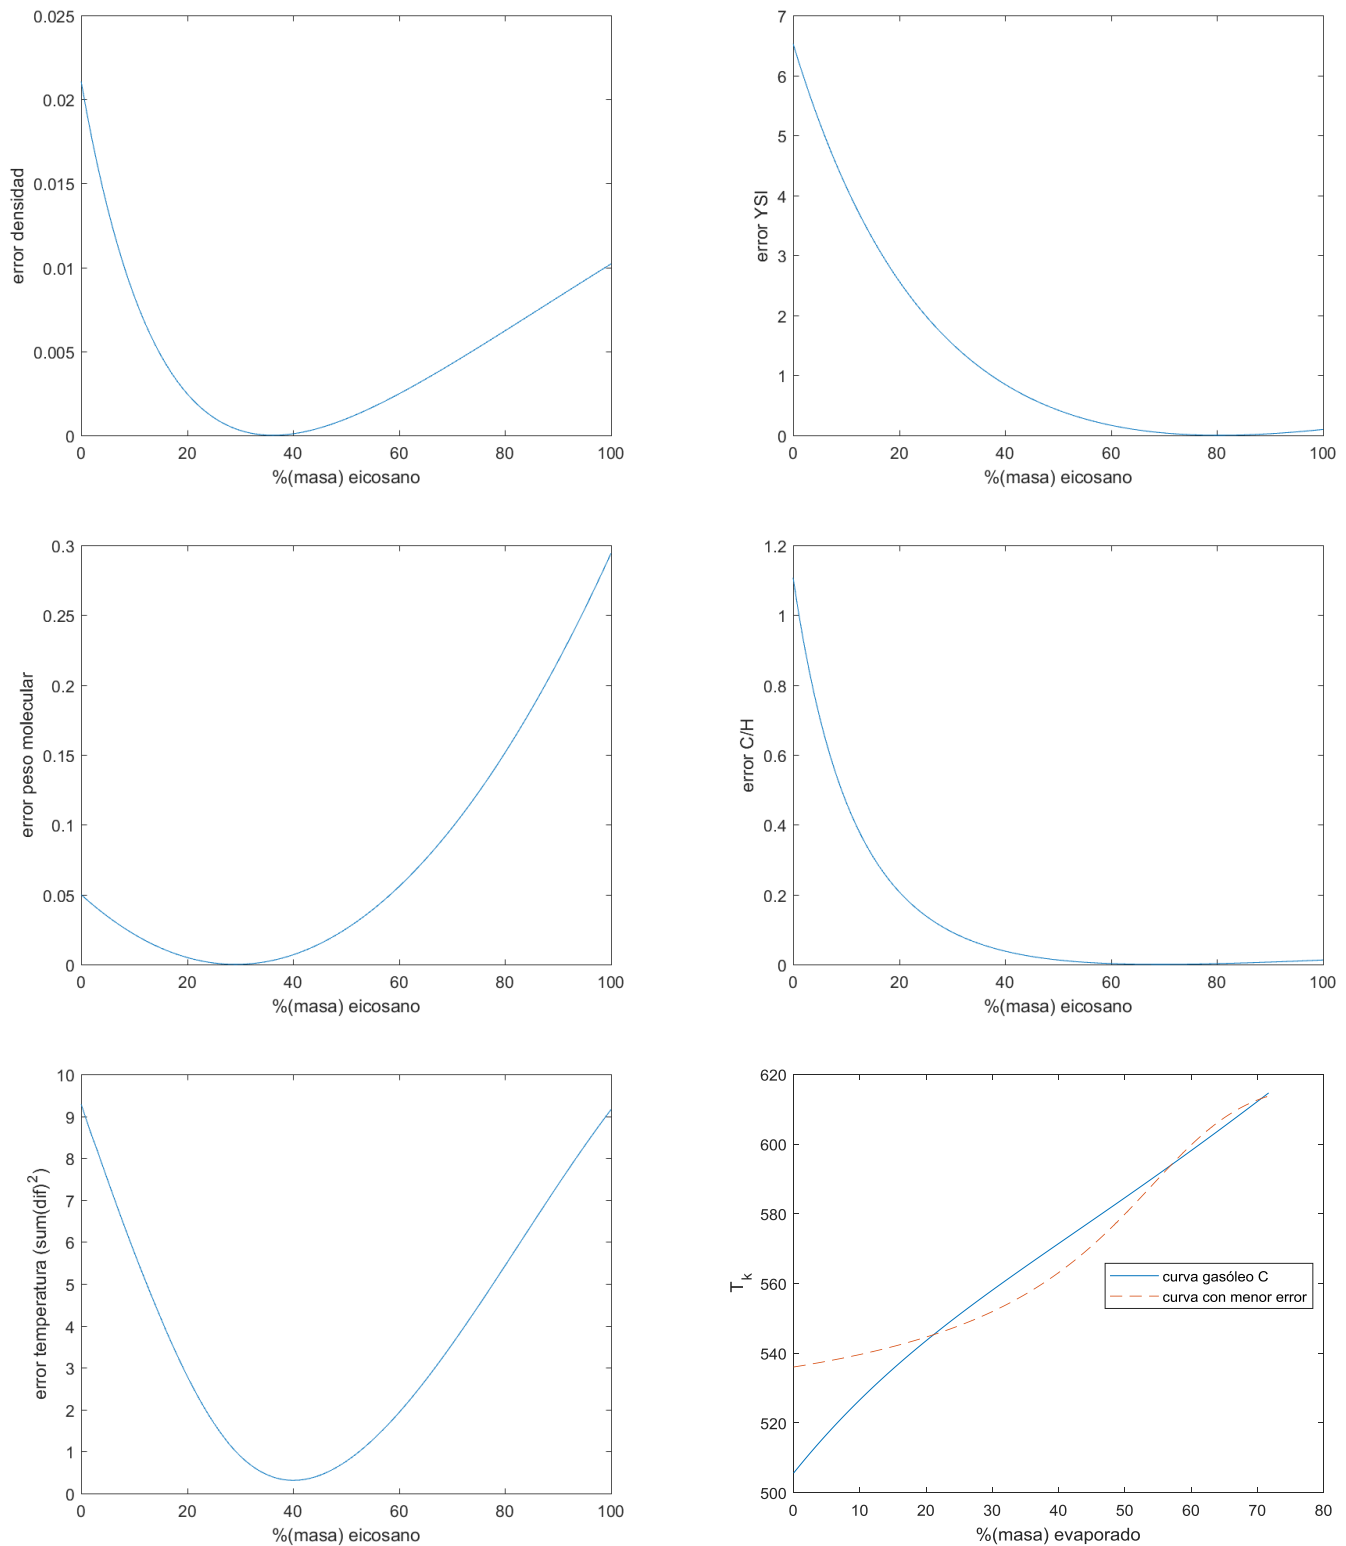 0.025
0.02
0.015
0.01
0.005
0
error densidad
0 20 40 60 80 100
%(masa) eicosano
7
6
5
4
3
2
1
0
error YSI
0 20 40 60 80 100
%(masa) eicosano
0.3
0.25
0.2
0.15
0.1
0.05
0
error peso molecular
0 20 40 60 80 100
%(masa) eicosano
1.2
1
0.8
0.6
0.4
0.2
0
error C/H
0 20 40 60 80 100
%(masa) eicosano
10
9
8
7
6
5
4
3
2
1
0
error temperatura (sum(dif)²)
0 20 40 60 80 100
%(masa) eicosano
620
600
580
560
540
520
500
Tₖ
curva gasóleo C
curva con menor error
0 10 20 30 40 50 60 70 80
%(masa) evaporado